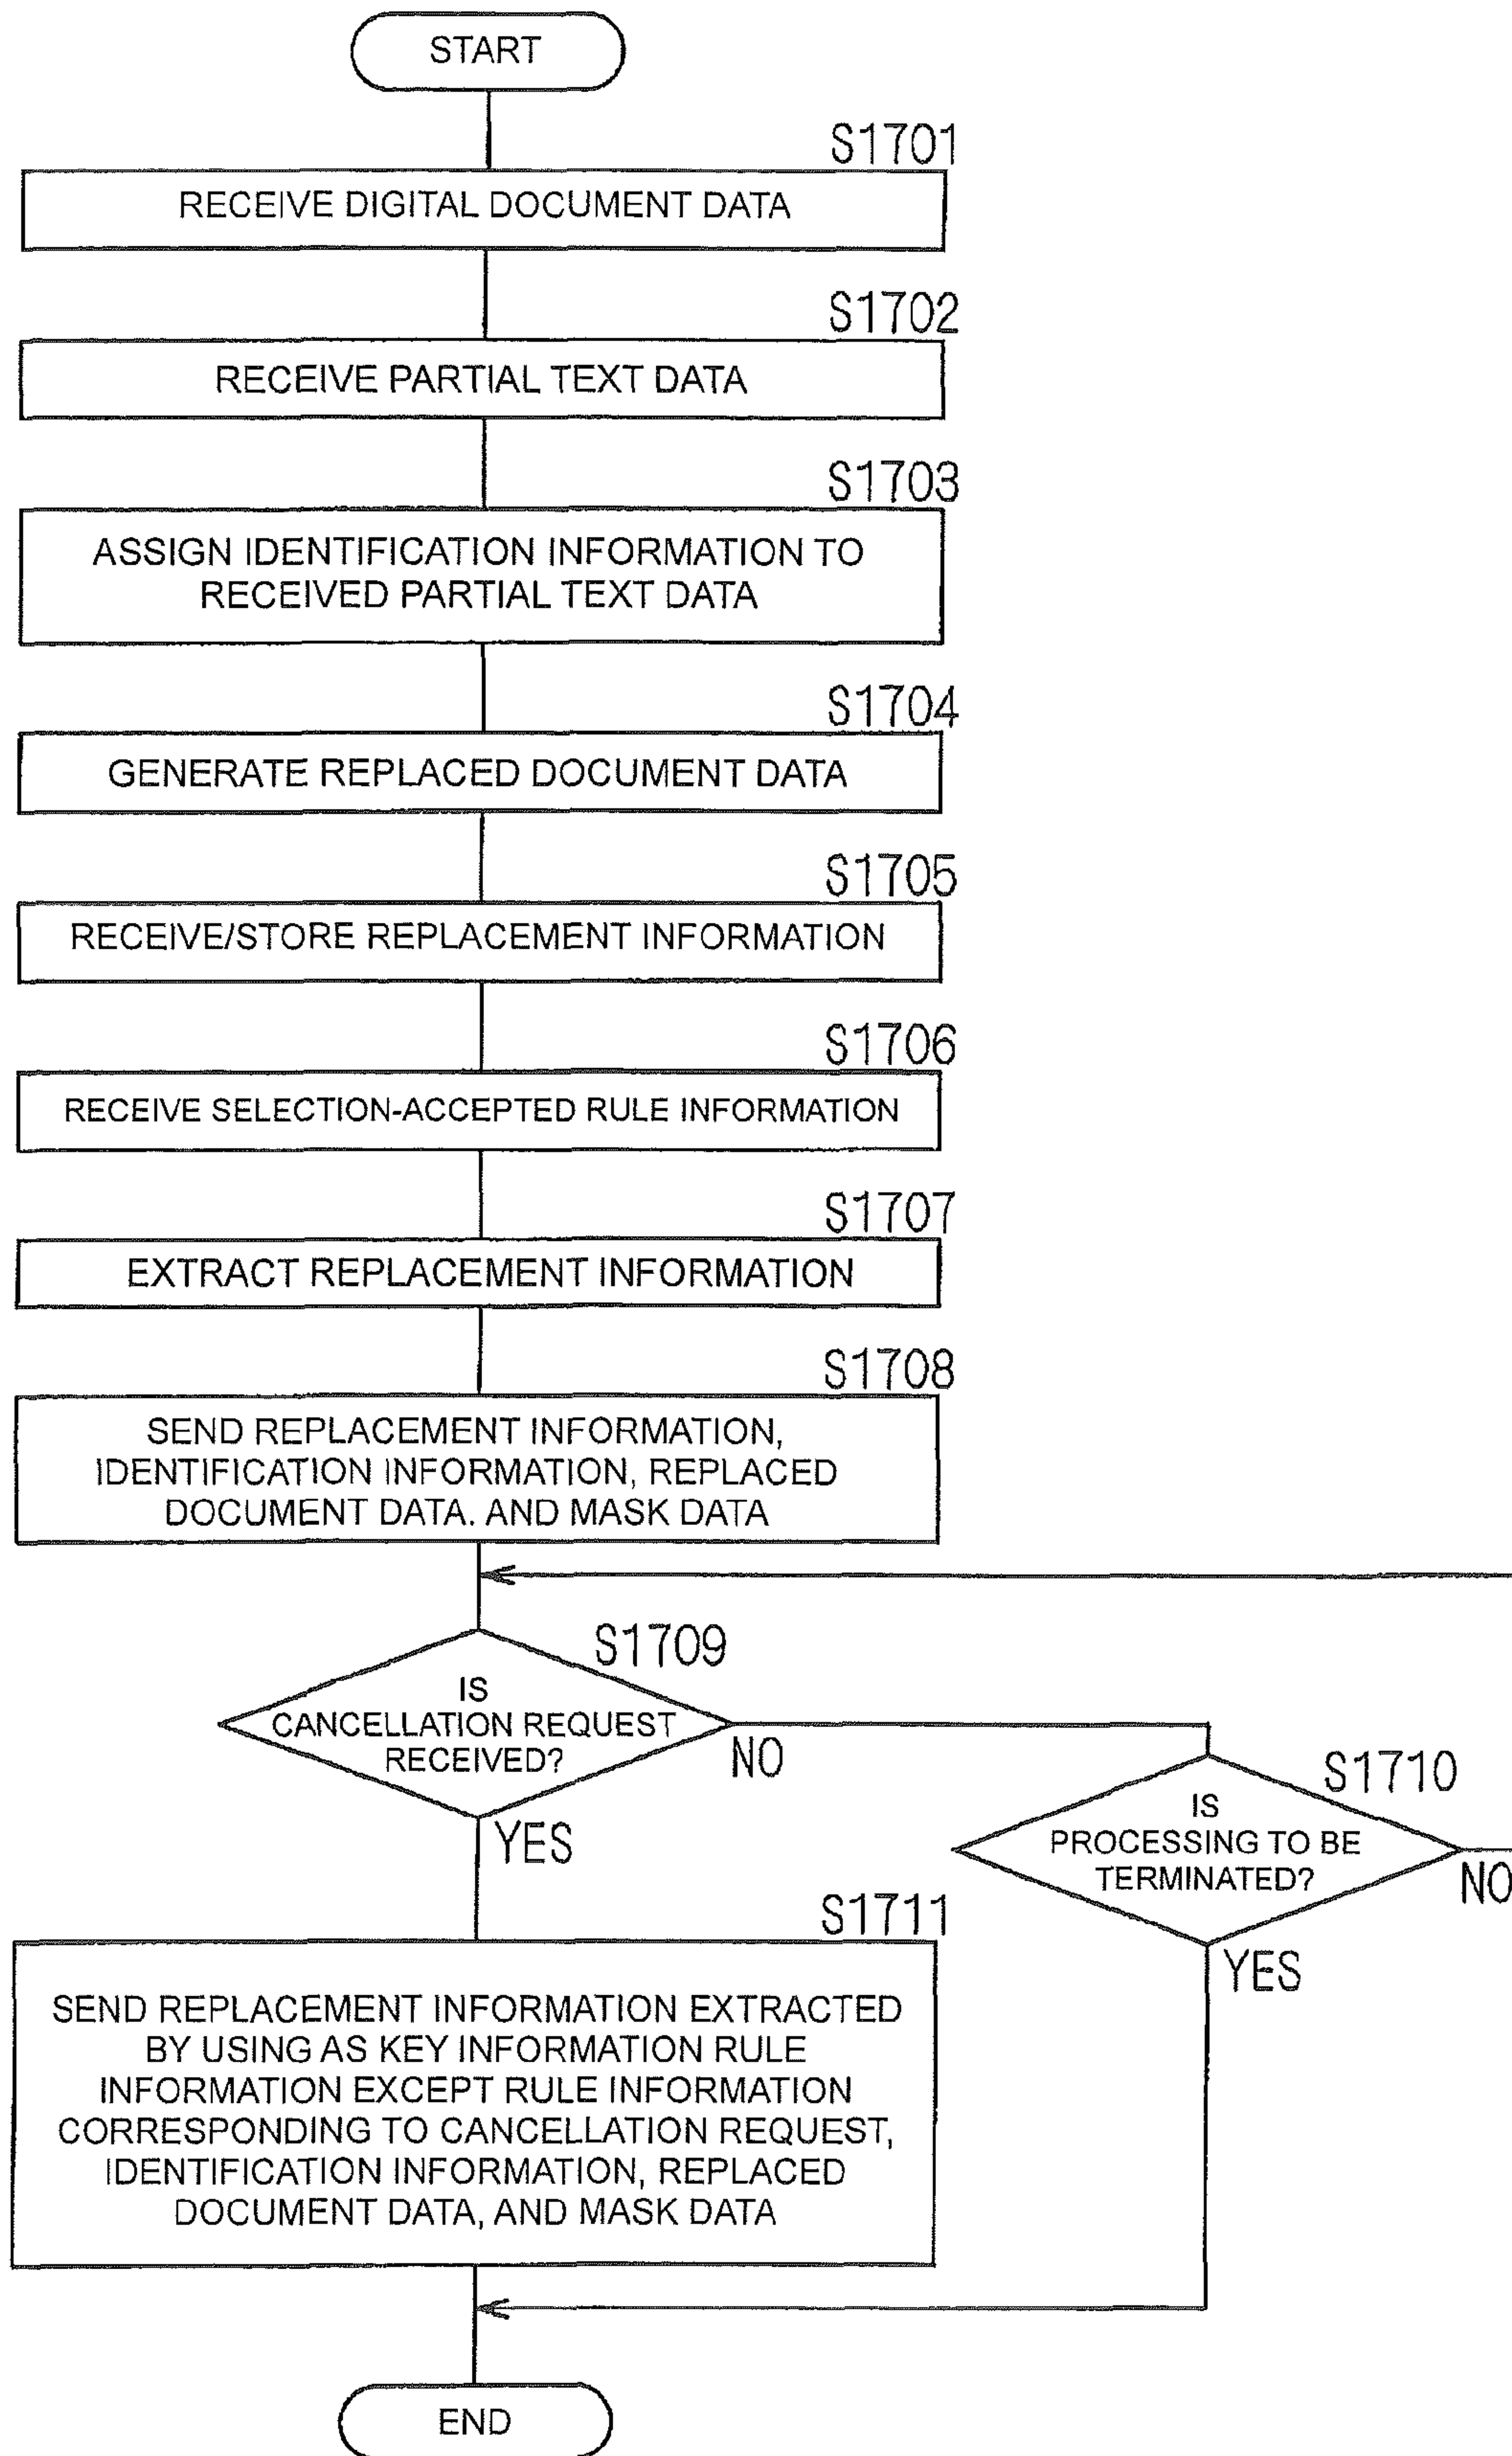 START
S1701
RECEIVE DIGITAL DOCUMENT DATA
S1702
RECEIVE PARTIAL TEXT DATA
S1703
ASSIGN IDENTIFICATION INFORMATION TO
RECEIVED PARTIAL TEXT DATA
S1704
GENERATE REPLACED DOCUMENT DATA
S1705
RECEIVE/STORE REPLACEMENT INFORMATION
S1706
RECEIVE SELECTION-ACCEPTED RULE INFORMATION
S1707
EXTRACT REPLACEMENT INFORMATION
S1708
SEND REPLACEMENT INFORMATION,
IDENTIFICATION INFORMATION, REPLACED
DOCUMENT DATA. AND MASK DATA
S1709
IS
CANCELLATION REQUEST
RECEIVED?
NO
YES
S1710
IS
PROCESSING TO BE
TERMINATED?
NO
YES
S1711
SEND REPLACEMENT INFORMATION EXTRACTED
BY USING AS KEY INFORMATION RULE
INFORMATION EXCEPT RULE INFORMATION
CORRESPONDING TO CANCELLATION REQUEST,
IDENTIFICATION INFORMATION, REPLACED
DOCUMENT DATA, AND MASK DATA
END